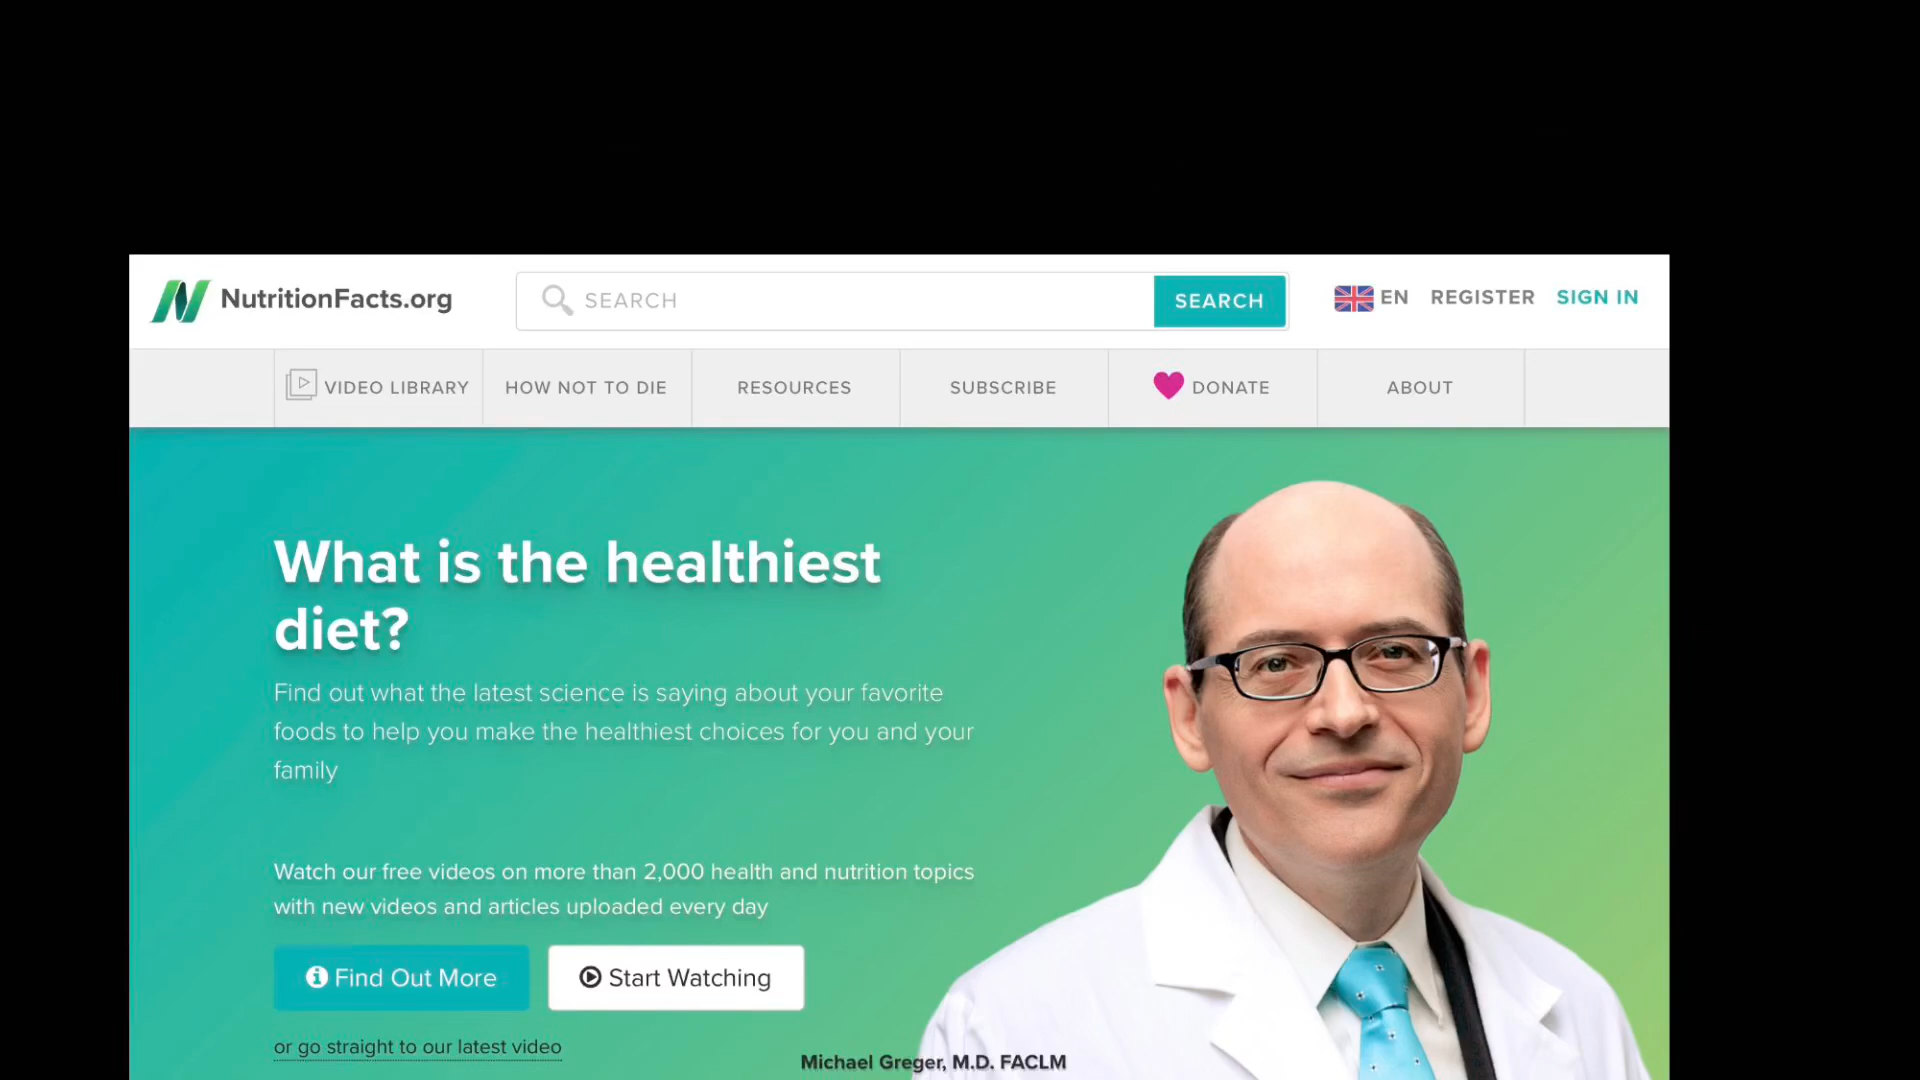 NutritionFacts.org
SEARCH
SEARCH
EN
REGISTER
SIGN IN
VIDEO LIBRARY
HOW NOT TO DIE
RESOURCES
SUBSCRIBE
DONATE
ABOUT
What is the healthiest
diet?
Find out what the latest science is saying about your favorite
foods to help you make the healthiest choices for you and your
family
Watch our free videos on more than 2,000 health and nutrition topics
with new videos and articles uploaded every day
Find Out More
Start Watching
or go straight to our latest video
Michael Greger, M.D. FACLM